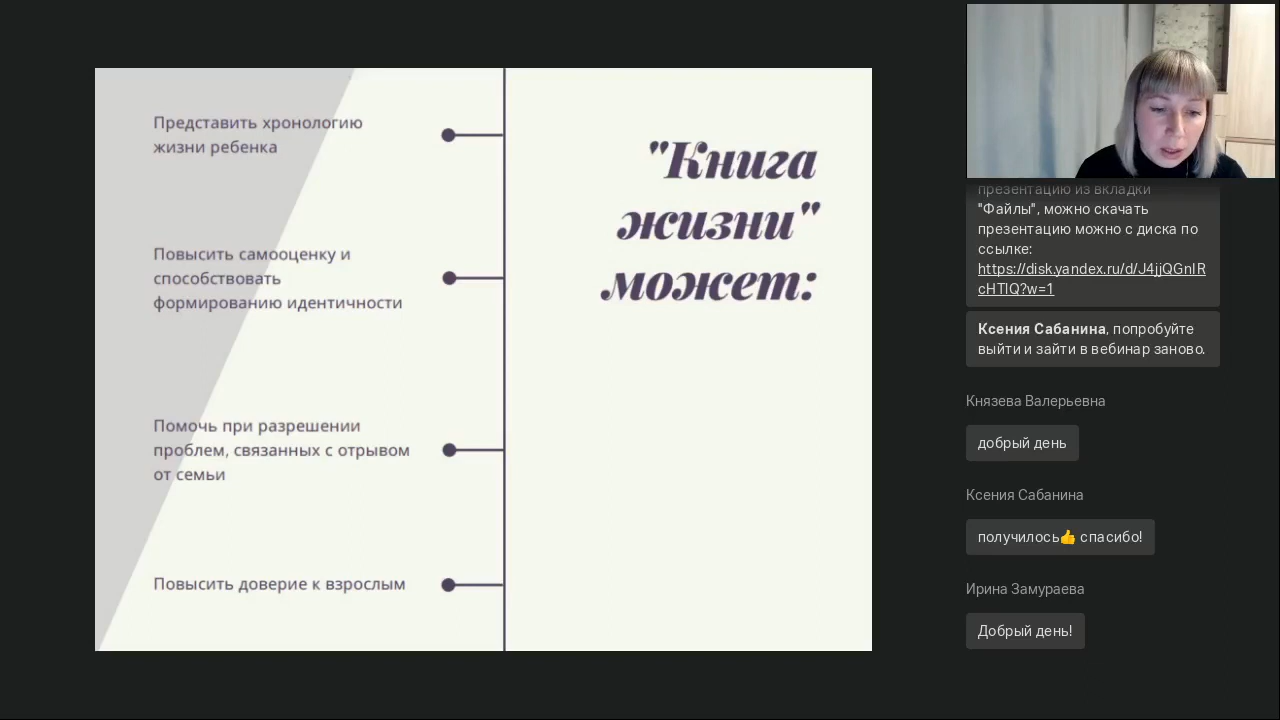 Представить хронологию
жизни ребенка
Повысить самооценку и
способствовать
формированию идентичности
Помочь при разрешении
проблем, связанных с отрывом
от семьи
Повысить доверие к взрослым
"Книга
жизни"
может:
презентацию из вкладки
"Файлы", можно скачать
презентацию можно с диска по
ссылке:
https://disk.yandex.ru/d/J4jjQGnIR
cHTlQ?w=1
Ксения Сабанина, попробуйте
выйти и зайти в вебинар заново.
Князева Валерьевна
добрый день
Ксения Сабанина
получилось👍 спасибо!
Ирина Замураева
Добрый день!